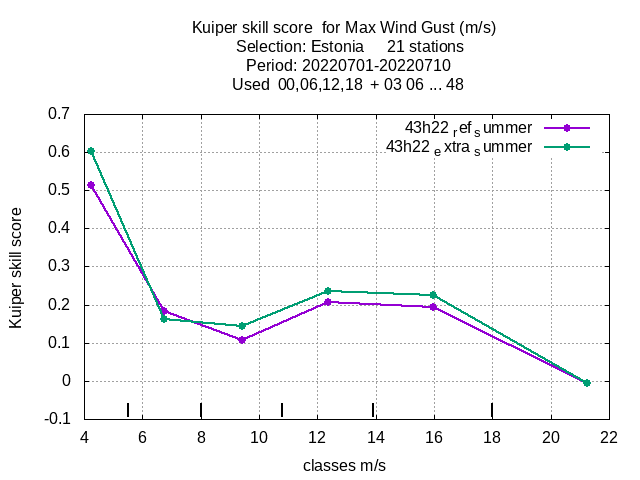 Kuiper skill score  for Max Wind Gust (m/s)
Selection: Estonia     21 stations
Period: 20220701-20220710
Used  00,06,12,18  + 03 06 ... 48
43h22 ref summer
43h22 extra summer
0.7
0.6
0.5
0.4
0.3
0.2
0.1
0
-0.1
Kuiper skill score
4 6 8 10 12 14 16 18 20 22
classes m/s